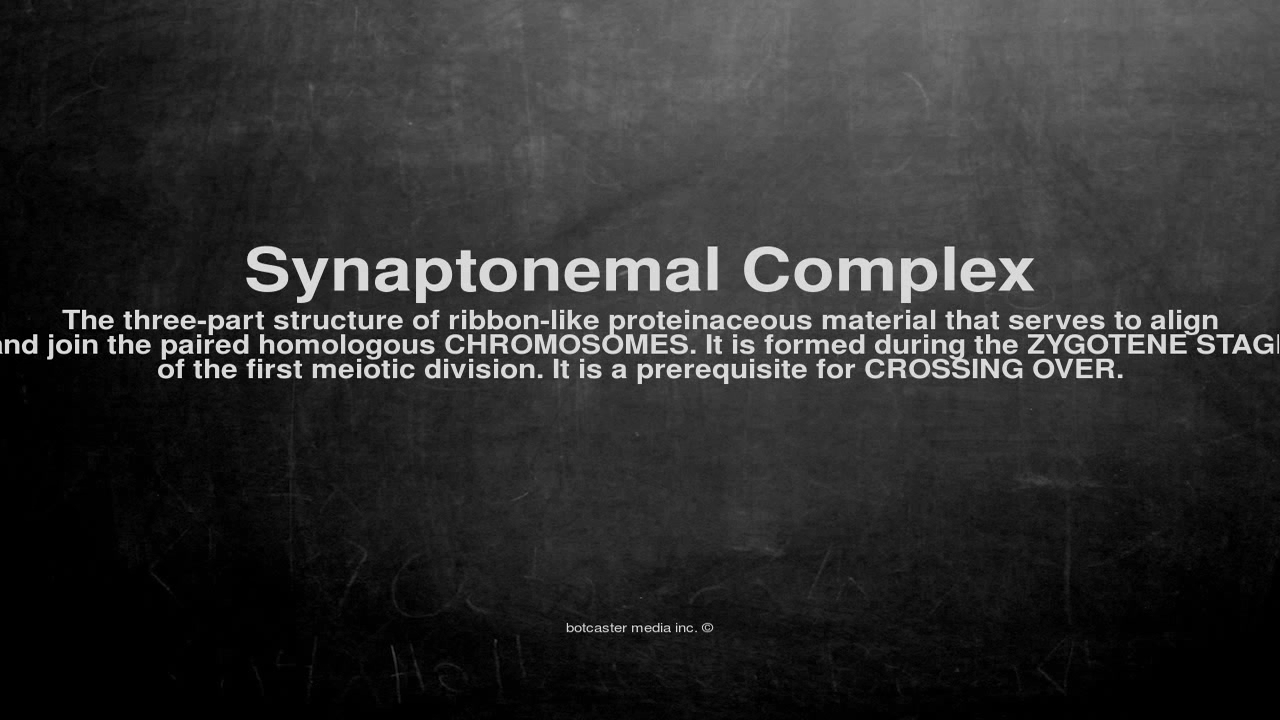 Synaptonemal Complex
The three-part structure of ribbon-like proteinaceous material that serves to align
and join the paired homologous CHROMOSOMES. It is formed during the ZYGOTENE STAGE
of the first meiotic division. It is a prerequisite for CROSSING OVER.
botcaster media inc. ©